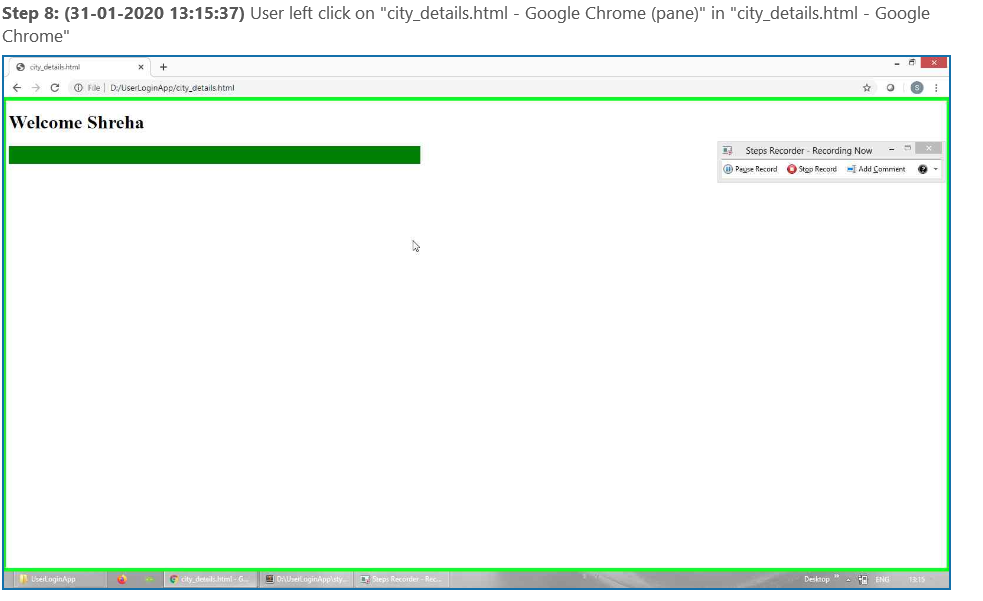 Step 8: (31-01-2020 13:15:37) User left click on "city_details.html - Google Chrome (pane)" in "city_details.html - Google
Chrome"
city_details.html
File | D:/UserLoginApp/city_details.html
S
Welcome Shreha
Steps Recorder - Recording Now
Pause Record Stop Record Add Comment
UserLoginApp city_details.html - G... D:\UserLoginApp\sty... Steps Recorder - Rec... Desktop ENG 13:15